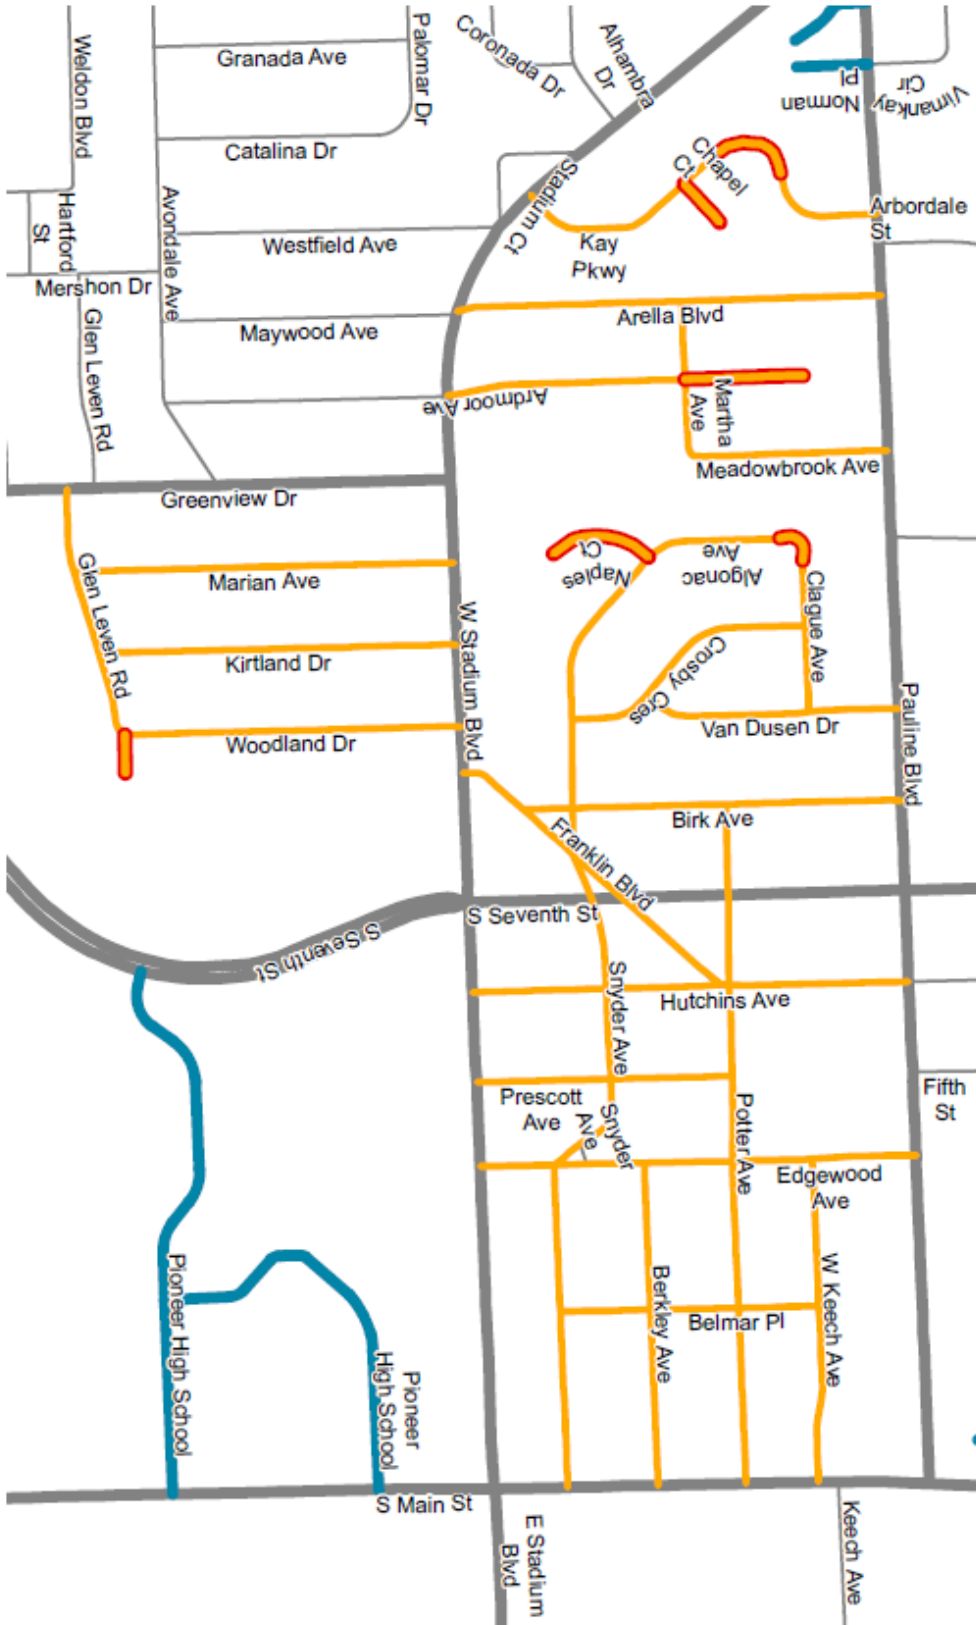 Granada Ave
Palomar Dr
Coronada Dr
Alhambra
Dr
Weldon Blvd
Catalina Dr
Norman
Pl
Virnankay
Cir
Chapel
Ct
Stadium Ct
Arbordale
St
Hartford
St
Avondale Ave
Westfield Ave
Kay
Pkwy
Mershon Dr
Maywood Ave
Arella Blvd
Glen Leven Rd
Ardmoor Ave
Martha
Ave
Meadowbrook Ave
Greenview Dr
Naples
Ct
Algonac
Ave
Clague Ave
Glen Leven Rd
Marian Ave
W Stadium Blvd
Kirtland Dr
Crosby Cres
Pauline Blvd
Woodland Dr
Van Dusen Dr
Birk Ave
Franklin Blvd
S Seventh St
S Seventh St
Snyder Ave
Hutchins Ave
Prescott
Ave
Snyder
Ave
Potter Ave
Fifth
St
Edgewood
Ave
Pioneer High School
Berkley Ave
W Keech Ave
Belmar Pl
Pioneer
High School
S Main St
E Stadium
Blvd
Keech Ave